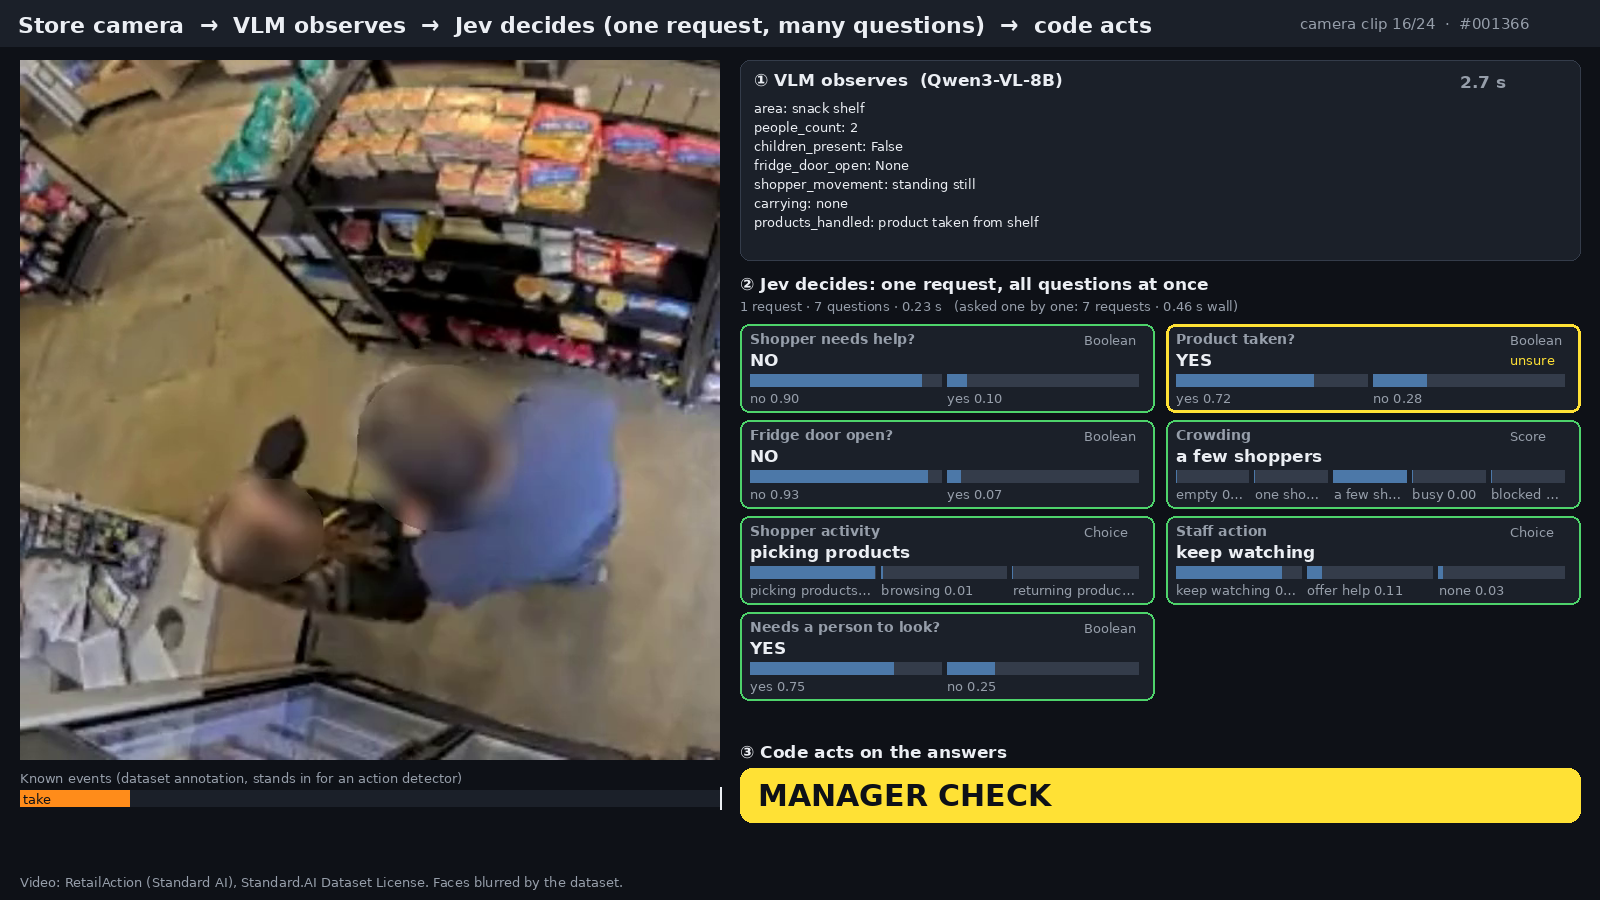 Store camera → VLM observes → Jev decides (one request, many questions) → code acts
camera clip 16/24 · #001366
① VLM observes (Qwen3-VL-8B)
2.7 s
area: snack shelf
people_count: 2
children_present: False
fridge_door_open: None
shopper_movement: standing still
carrying: none
products_handled: product taken from shelf
② Jev decides: one request, all questions at once
1 request · 7 questions · 0.23 s (asked one by one: 7 requests · 0.46 s wall)
Shopper needs help?
Boolean
NO
no 0.90
yes 0.10
Product taken?
Boolean
YES
unsure
yes 0.72
no 0.28
Fridge door open?
Boolean
NO
no 0.93
yes 0.07
Crowding
Score
a few shoppers
empty 0...
one sho...
a few sh...
busy 0.00
blocked ...
Shopper activity
Choice
picking products
picking products...
browsing 0.01
returning produc...
Staff action
Choice
keep watching
keep watching 0...
offer help 0.11
none 0.03
Needs a person to look?
Boolean
YES
yes 0.75
no 0.25
③ Code acts on the answers
MANAGER CHECK
Known events (dataset annotation, stands in for an action detector)
take
Video: RetailAction (Standard AI), Standard.AI Dataset License. Faces blurred by the dataset.